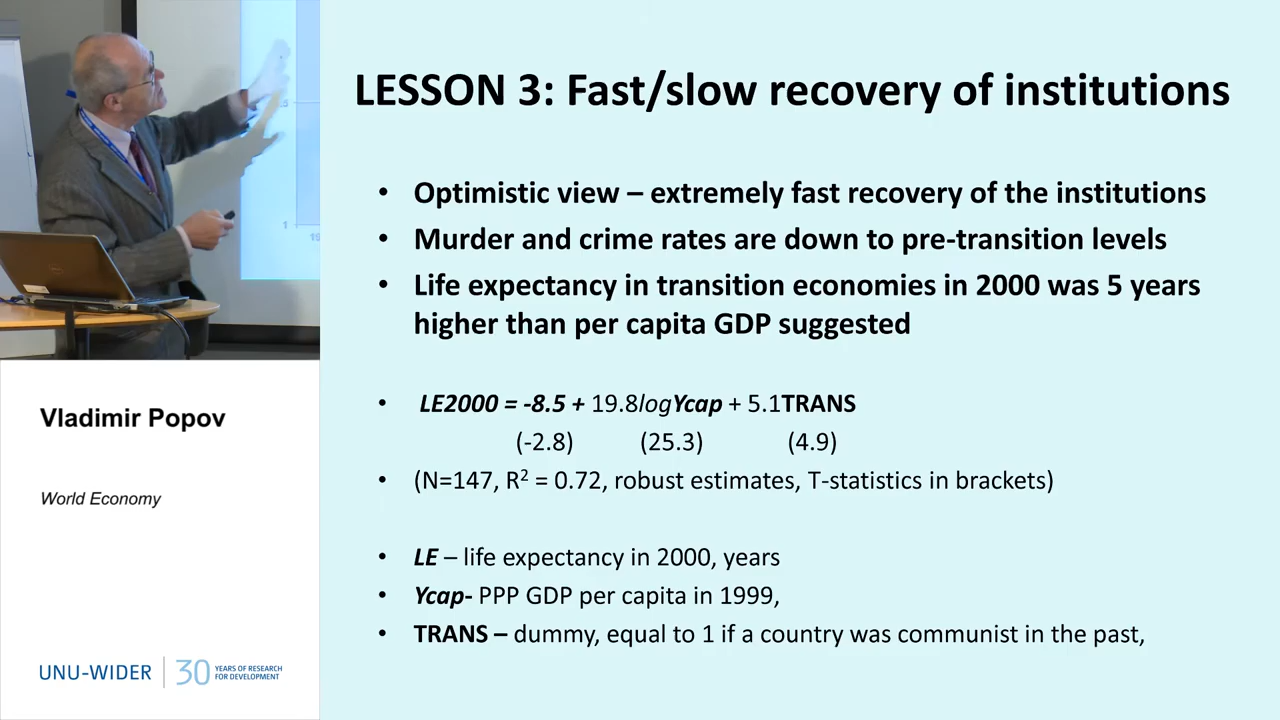 LESSON 3: Fast/slow recovery of institutions
• Optimistic view – extremely fast recovery of the institutions
• Murder and crime rates are down to pre-transition levels
• Life expectancy in transition economies in 2000 was 5 years
higher than per capita GDP suggested
• LE2000 = -8.5 + 19.8logYcap + 5.1TRANS
(-2.8) (25.3) (4.9)
• (N=147, R² = 0.72, robust estimates, T-statistics in brackets)
• LE – life expectancy in 2000, years
• Ycap- PPP GDP per capita in 1999,
• TRANS – dummy, equal to 1 if a country was communist in the past,
1
19
Vladimir Popov
World Economy
UNU-WIDER
30 YEARS OF RESEARCH
FOR DEVELOPMENT